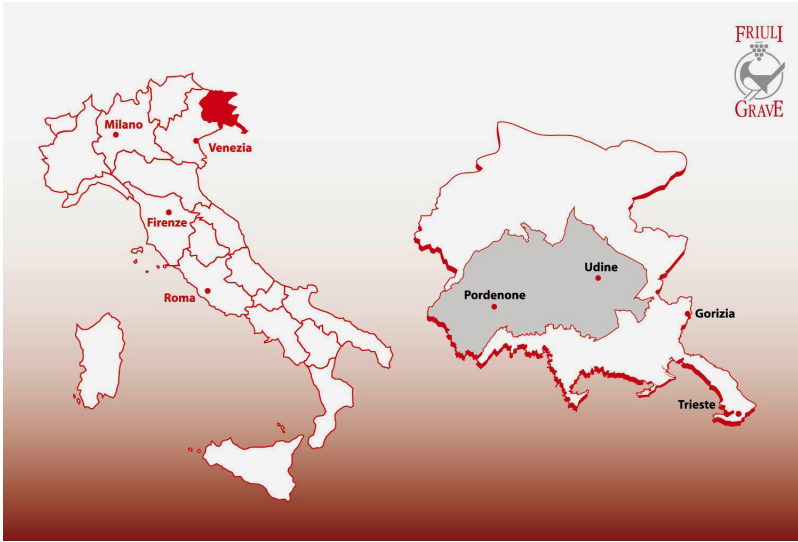 FRIULI
GRAVE
Milano
Venezia
Firenze
Roma
Udine
Pordenone
Gorizia
Trieste